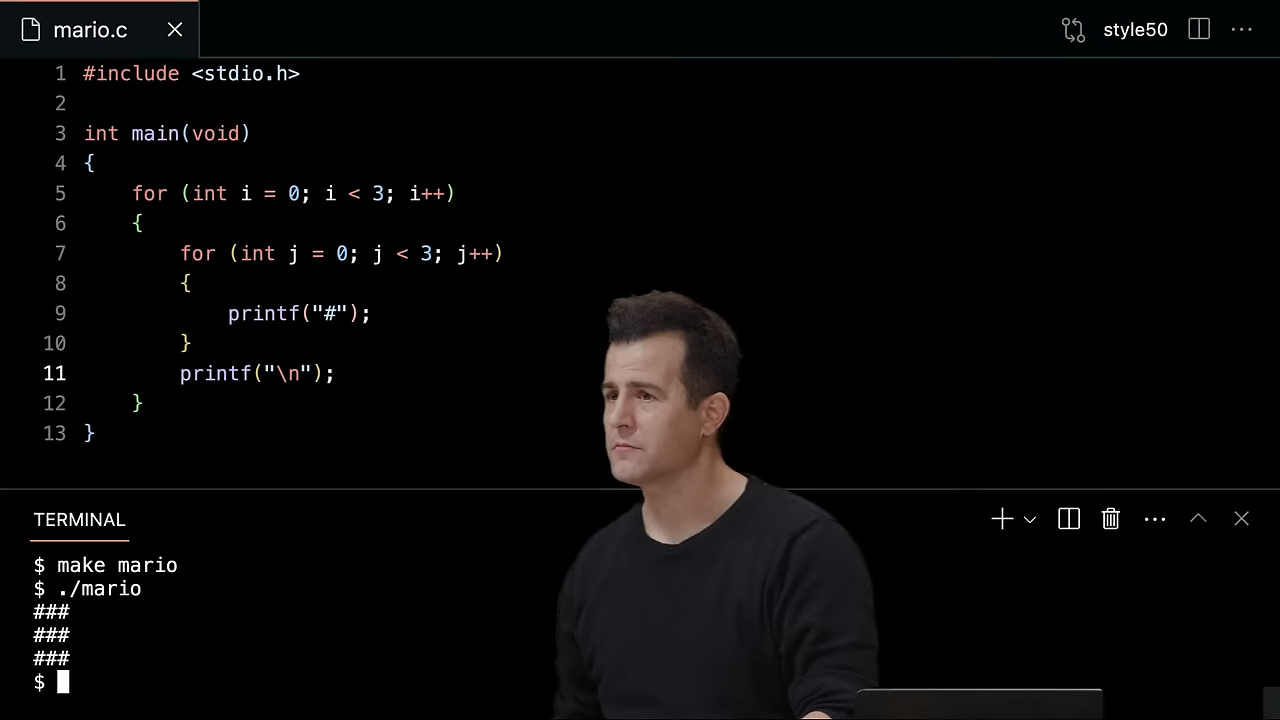 mario.c
style50
1 #include <stdio.h>
2
3 int main(void)
4 {
5     for (int i = 0; i < 3; i++)
6     {
7         for (int j = 0; j < 3; j++)
8         {
9             printf("#");
10         }
11         printf("\n");
12     }
13 }
TERMINAL
$ make mario
$ ./mario
###
###
###
$